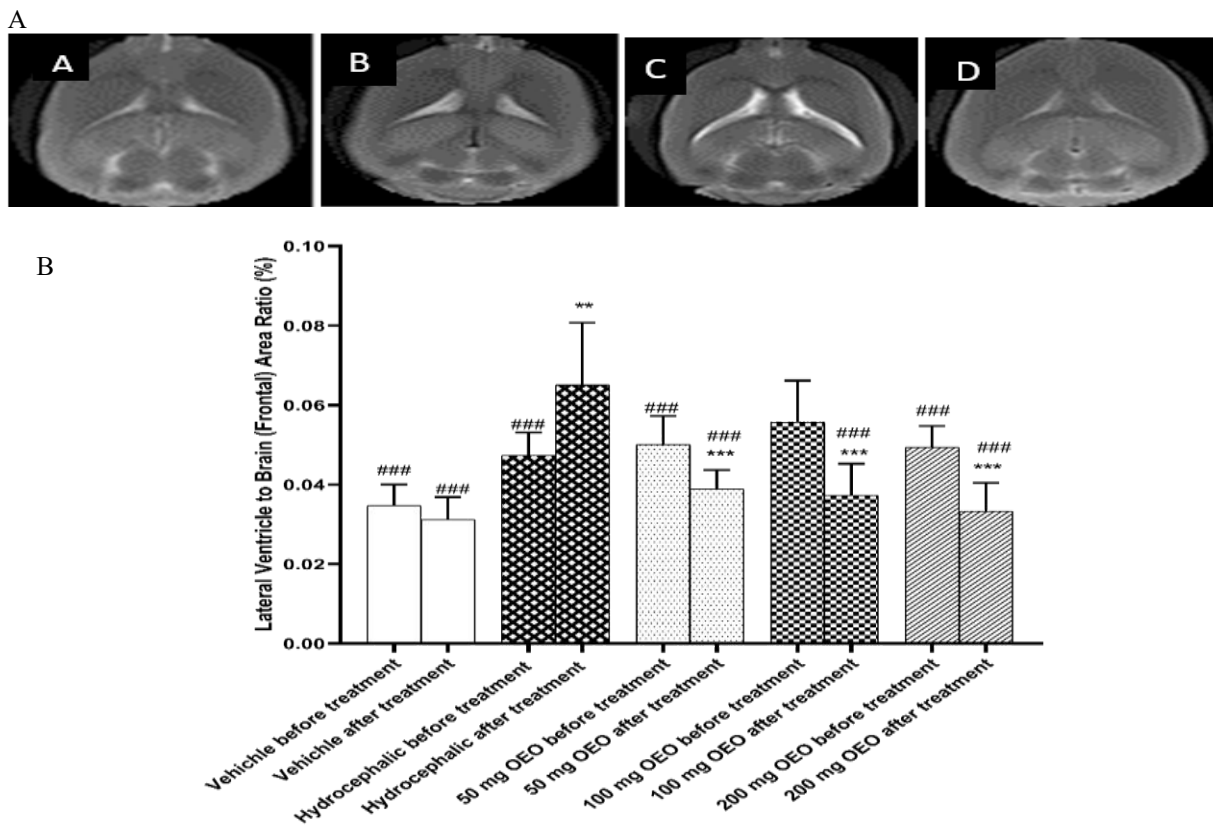 A
A
B
C
D
B
Lateral Ventricle to Brain (Frontal) Area Ratio (%)
0.10
0.08
0.06
0.04
0.02
0.00
###
###
###
**
###
###
***
###
***
###
###
***
Vehichle before treatment
Vehichle after treatment
Hydrocephalic before treatment
Hydrocephalic after treatment
50 mg OEO before treatment
50 mg OEO after treatment
100 mg OEO before treatment
100 mg OEO after treatment
200 mg OEO before treatment
200 mg OEO after treatment